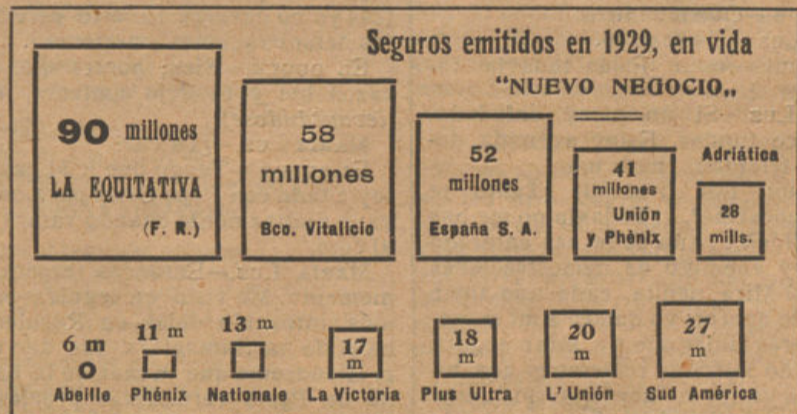 Seguros emitidos en 1929, en vida
"NUEVO NEGOCIO„
90 millones
LA EQUITATIVA
(F. R.)
58
millones
Bco. Vitalicio
52
millones
España S. A.
41
millones
Unión
y Phènix
Adriática
28
mills.
6 m
Abeille
11 m
Phénix
13 m
Nationale
17
m
La Victoria
18
m
Plus Ultra
20
m
L' Unión
27
m
Sud América